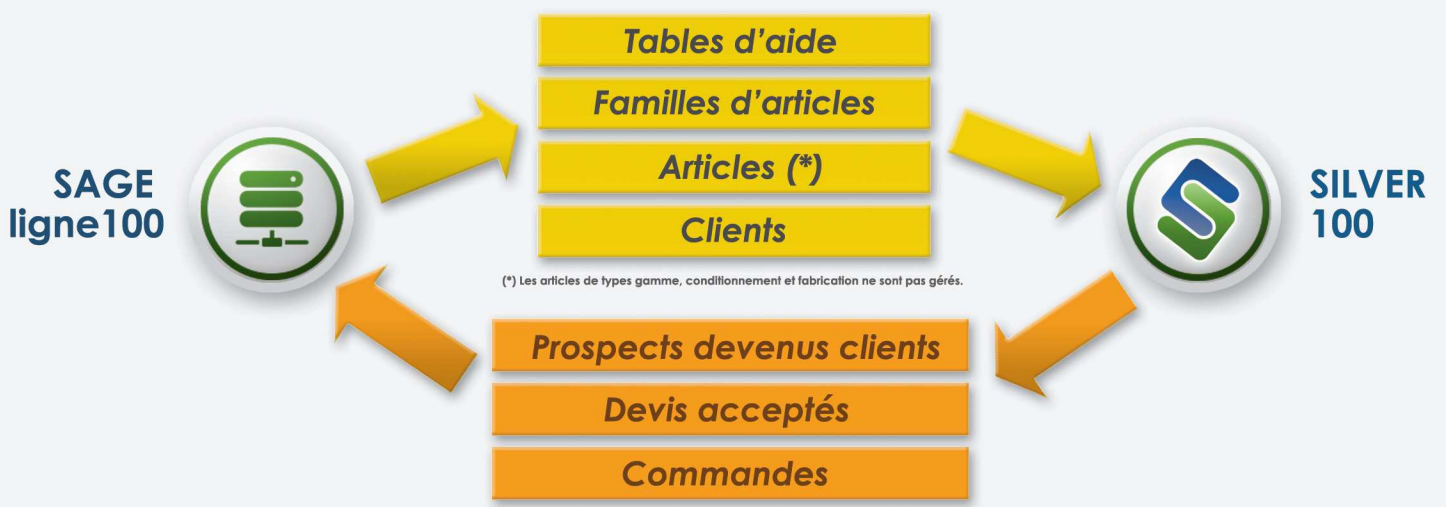 Tables d’aide
Familles d’articles
Articles (*)
Clients
SAGE
ligne100
SILVER
100
(*) Les articles de types gamme, conditionnement et fabrication ne sont pas gérés.
Prospects devenus clients
Devis acceptés
Commandes